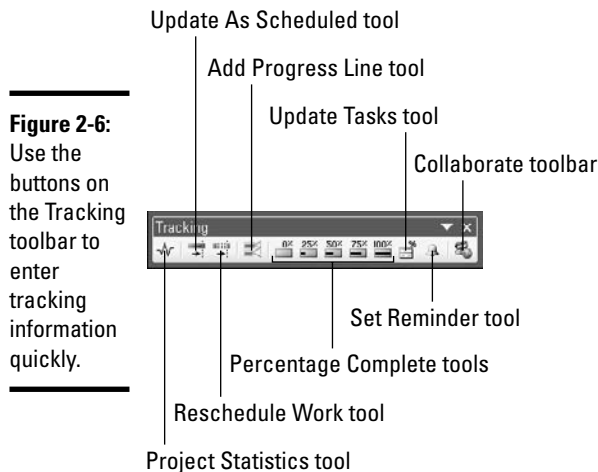 Update As Scheduled tool
Add Progress Line tool
Update Tasks tool
Collaborate toolbar
Figure 2-6:
Use the
buttons on
the Tracking
toolbar to
enter
tracking
information
quickly.
Tracking
0% 25% 50% 75% 100%
Set Reminder tool
Percentage Complete tools
Reschedule Work tool
Project Statistics tool